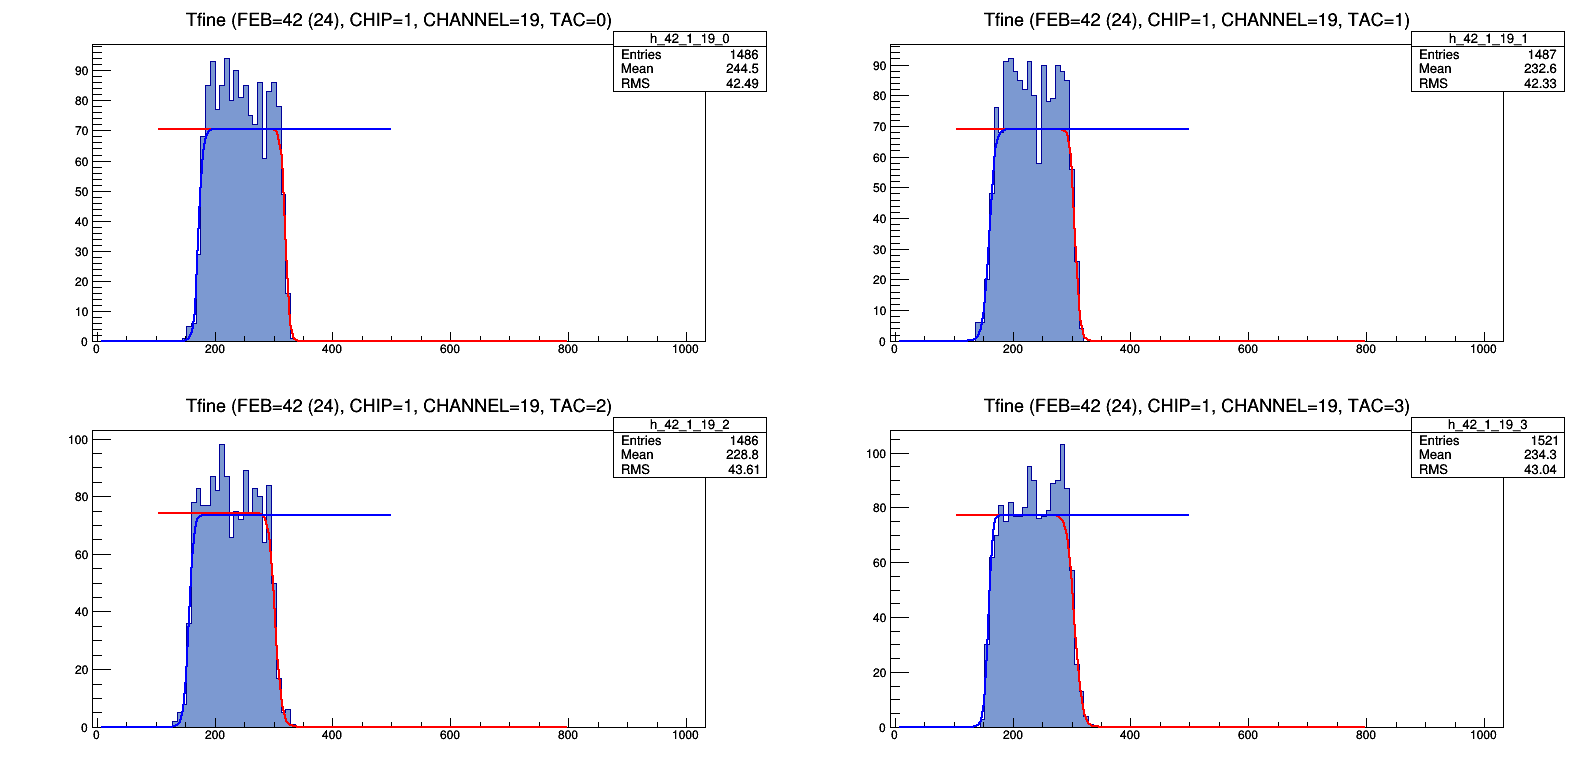 Tfine (FEB=42 (24), CHIP=1, CHANNEL=19, TAC=0)
h_42_1_19_0
Entries 1486
Mean 244.5
RMS 42.49
90
80
70
60
50
40
30
20
10
0
0 200 400 600 800 1000
Tfine (FEB=42 (24), CHIP=1, CHANNEL=19, TAC=1)
h_42_1_19_1
Entries 1487
Mean 232.6
RMS 42.33
90
80
70
60
50
40
30
20
10
0
0 200 400 600 800 1000
Tfine (FEB=42 (24), CHIP=1, CHANNEL=19, TAC=2)
h_42_1_19_2
Entries 1486
Mean 228.8
RMS 43.61
100
80
60
40
20
0
0 200 400 600 800 1000
Tfine (FEB=42 (24), CHIP=1, CHANNEL=19, TAC=3)
h_42_1_19_3
Entries 1521
Mean 234.3
RMS 43.04
100
80
60
40
20
0
0 200 400 600 800 1000